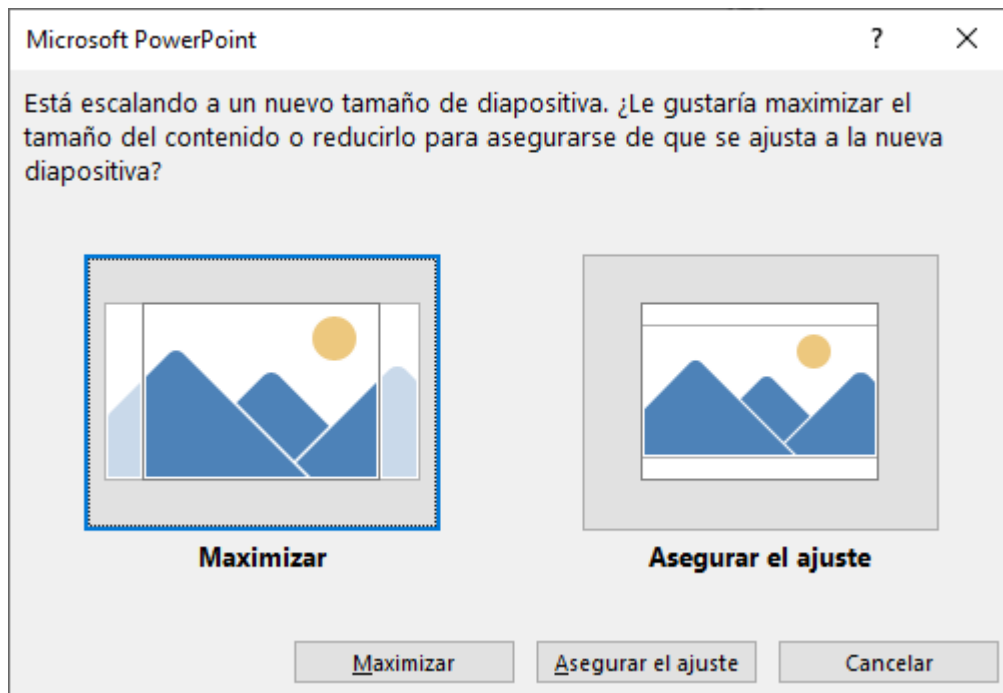 Microsoft PowerPoint
?
Está escalando a un nuevo tamaño de diapositiva. ¿Le gustaría maximizar el
tamaño del contenido o reducirlo para asegurarse de que se ajusta a la nueva
diapositiva?
Maximizar
Asegurar el ajuste
Maximizar
Asegurar el ajuste
Cancelar